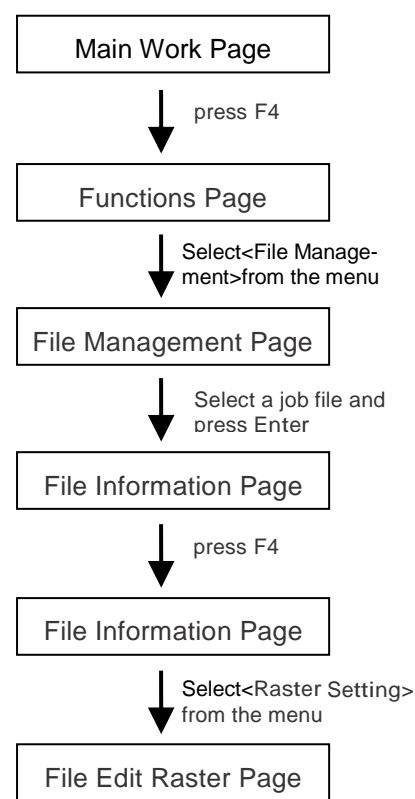 Main Work Page
press F4
Functions Page
Select<File Manage-
ment>from the menu
File Management Page
Select a job file and
press Enter
File Information Page
press F4
File Information Page
Select<Raster Setting>
from the menu
File Edit Raster Page